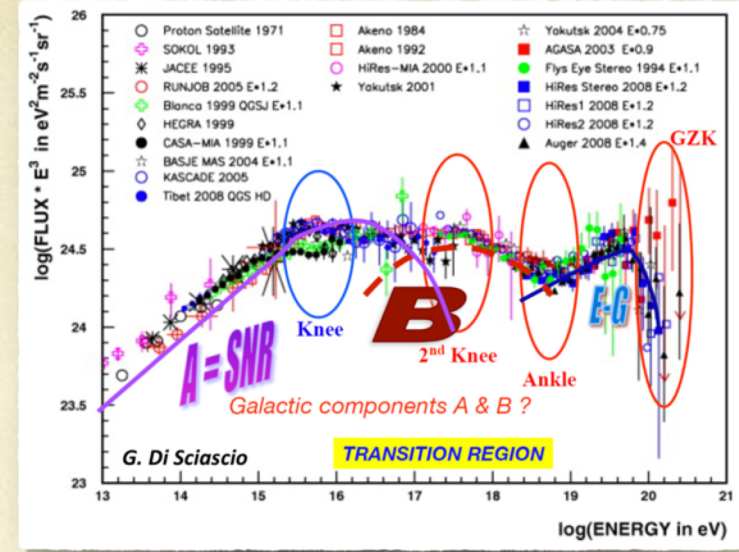 26
25.5
25
24.5
24
23.5
23
log(FLUX * E³ in eV²m⁻²s⁻¹sr⁻¹)
Proton Satellite 1971
SOKOL 1993
JACEE 1995
RUNJOB 2005 E•1.2
Blanca 1999 QGSJ E•1.1
HEGRA 1999
CASA-MIA 1999 E•1.1
BASJE MAS 2004 E•1.1
KASCADE 2005
Tibet 2008 QGS HD
Akeno 1984
Akeno 1992
HiRes-MIA 2000 E•1.1
Yakutsk 2001
Yakutsk 2004 E•0.75
AGASA 2003 E•0.9
Flys Eye Stereo 1994 E•1.1
HiRes Stereo 2008 E•1.2
HiRes1 2008 E•1.2
HiRes2 2008 E•1.2
Auger 2008 E•1.4
GZK
Knee
A = SNR
B
2nd Knee
E-G
Ankle
Galactic components A & B ?
G. Di Sciascio
TRANSITION REGION
13 14 15 16 17 18 19 20 21
log(ENERGY in eV)